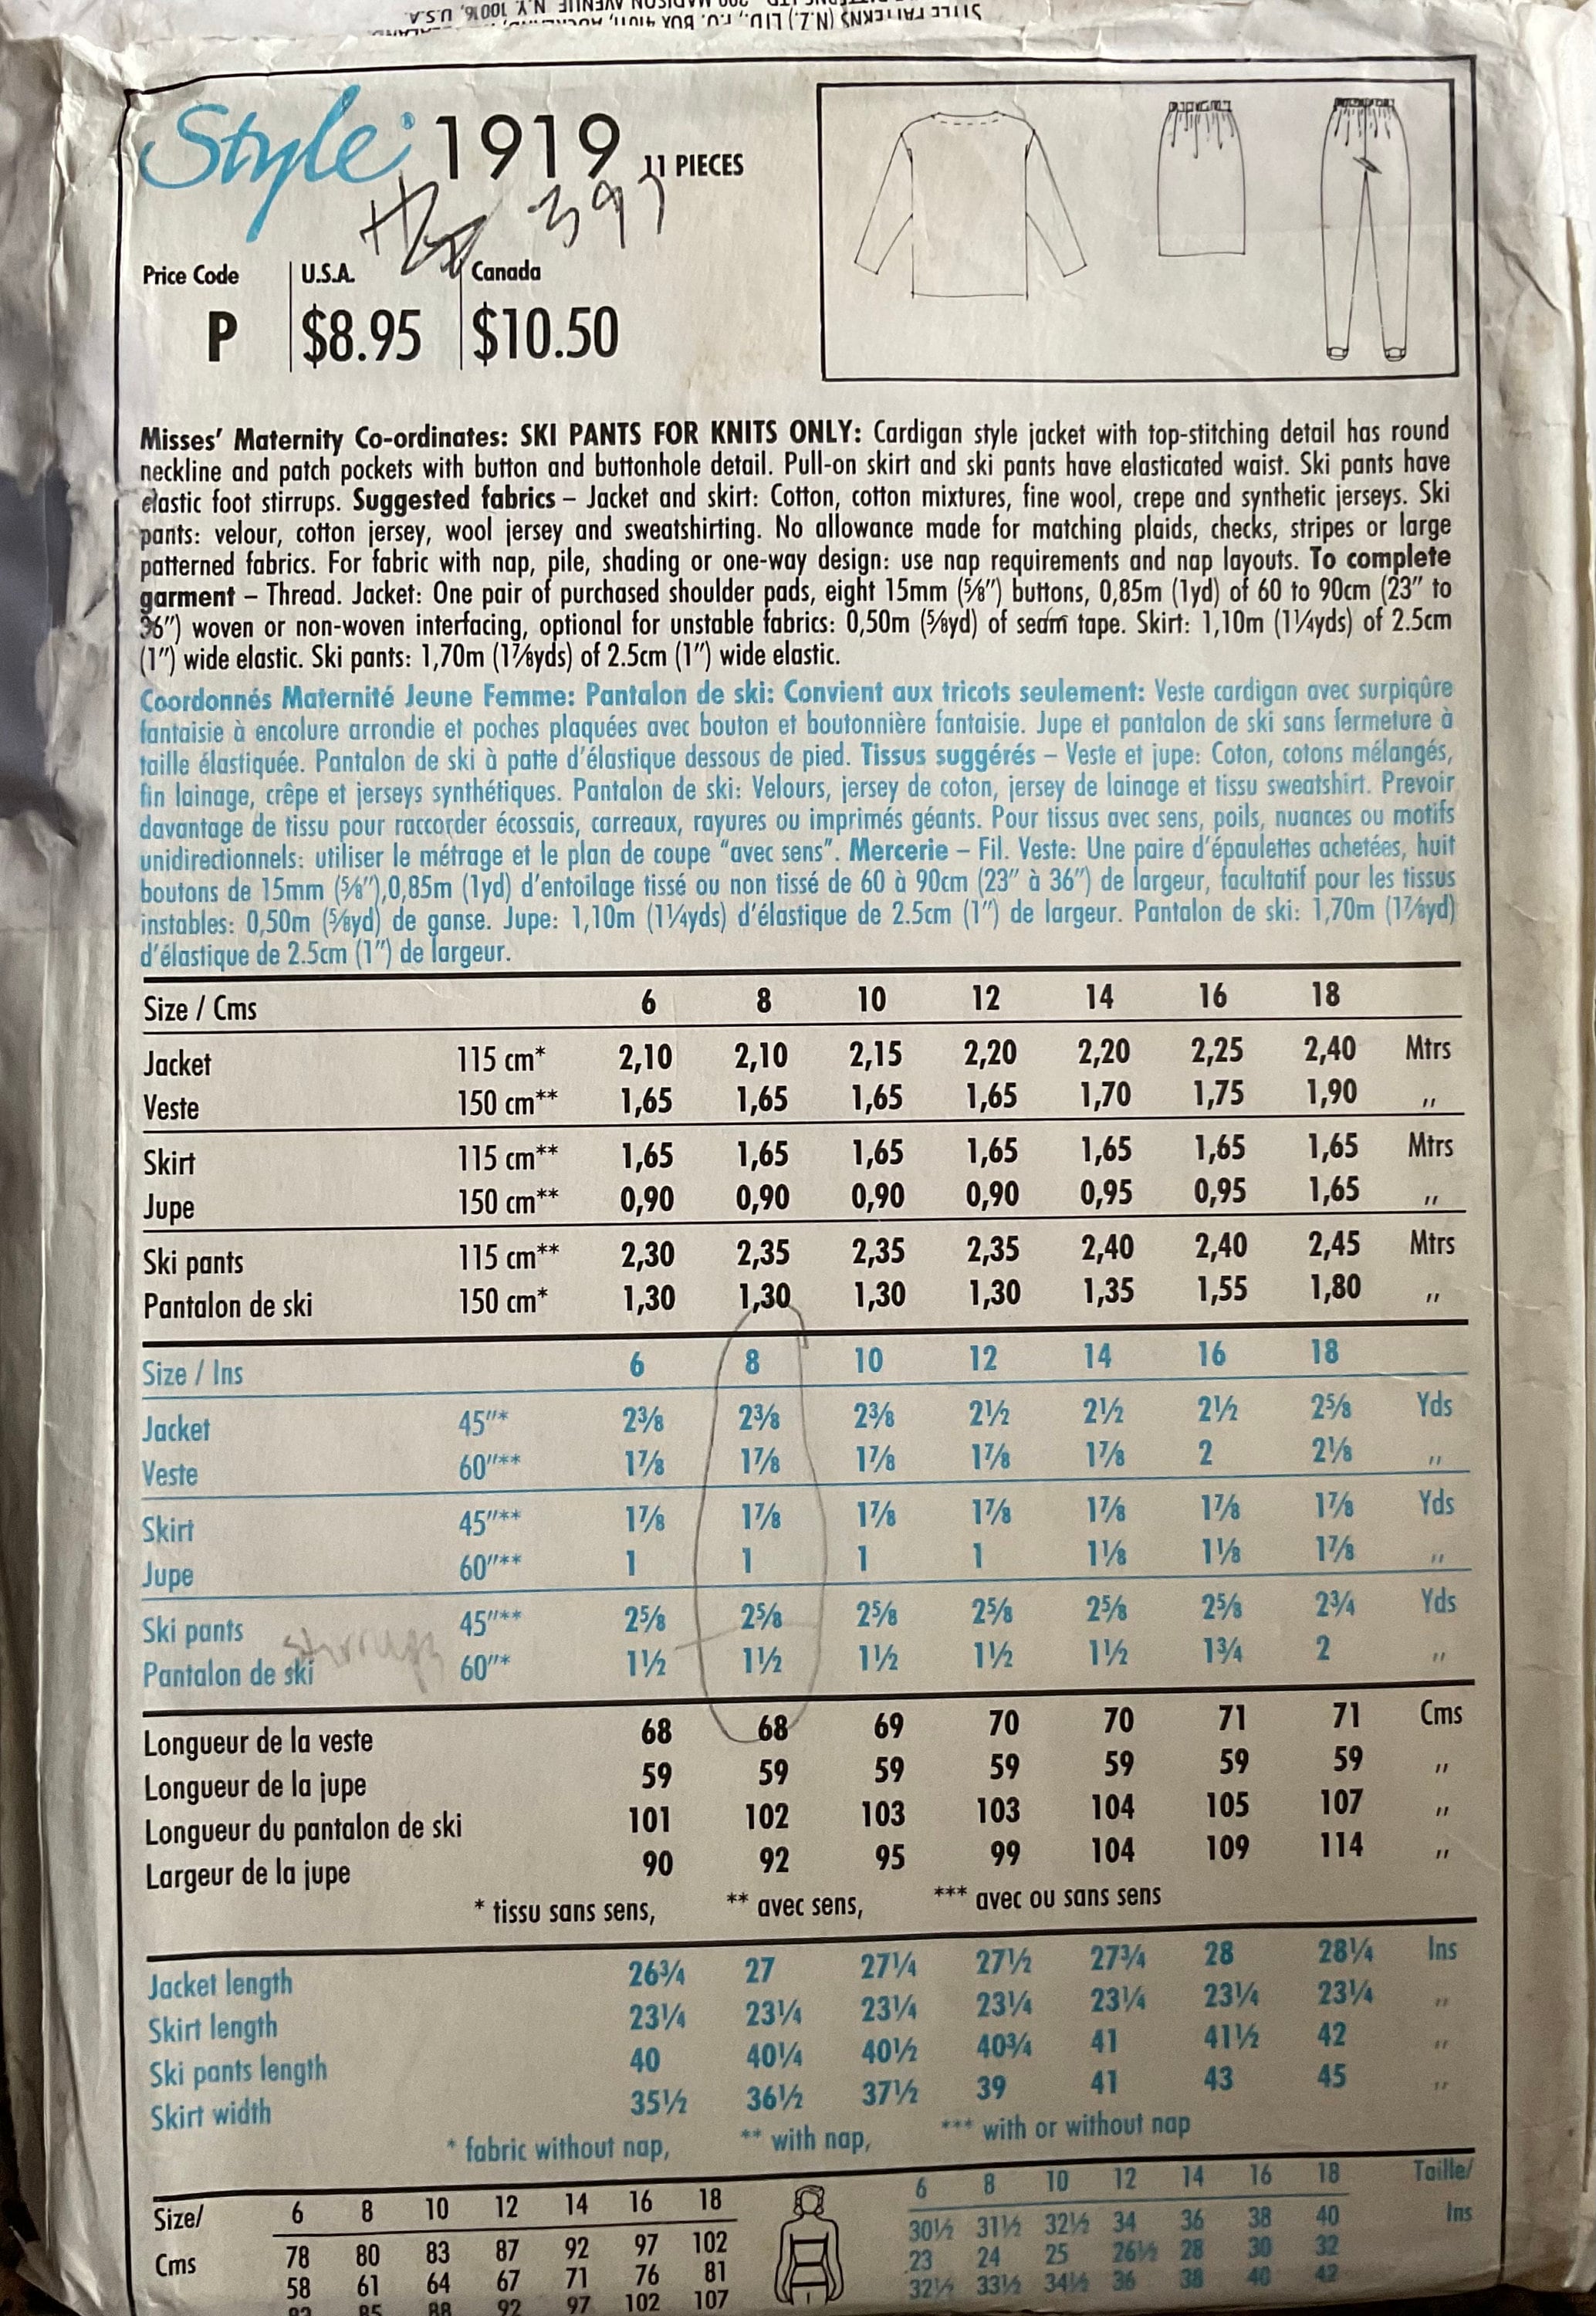 STYLE PATTERNS (N.Z.) LTD., P.O. BOX
MADISON AVENUE N.Y. 10016, U.S.A.
Style® 1919 11 PIECES
397
Price Code U.S.A. Canada
P $8.95 $10.50
Misses' Maternity Co-ordinates: SKI PANTS FOR KNITS ONLY: Cardigan style jacket with top-stitching detail has round
neckline and patch pockets with button and buttonhole detail. Pull-on skirt and ski pants have elasticated waist. Ski pants have
elastic foot stirrups. Suggested fabrics – Jacket and skirt: Cotton, cotton mixtures, fine wool, crepe and synthetic jerseys. Ski
pants: velour, cotton jersey, wool jersey and sweatshirting. No allowance made for matching plaids, checks, stripes or large
patterned fabrics. For fabric with nap, pile, shading or one-way design: use nap requirements and nap layouts. To complete
garment – Thread. Jacket: One pair of purchased shoulder pads, eight 15mm (⅝") buttons, 0,85m (1yd) of 60 to 90cm (23" to
36") woven or non-woven interfacing, optional for unstable fabrics: 0,50m (⅝yd) of seam tape. Skirt: 1,10m (1¼yds) of 2.5cm
(1") wide elastic. Ski pants: 1,70m (1⅞yds) of 2.5cm (1") wide elastic.
Coordonnés Maternité Jeune Femme: Pantalon de ski: Convient aux tricots seulement: Veste cardigan avec surpiqûre
fantaisie à encolure arrondie et poches plaquées avec bouton et boutonnière fantaisie. Jupe et pantalon de ski sans fermeture à
taille élastiquée. Pantalon de ski à patte d'élastique dessous de pied. Tissus suggérés – Veste et jupe: Coton, cotons mélangés,
fin lainage, crêpe et jerseys synthétiques. Pantalon de ski: Velours, jersey de coton, jersey de lainage et tissu sweatshirt. Prevoir
davantage de tissu pour raccorder écossais, carreaux, rayures ou imprimés géants. Pour tissus avec sens, poils, nuances ou motifs
unidirectionnels: utiliser le métrage et le plan de coupe "avec sens". Mercerie – Fil. Veste: Une paire d'épaulettes achetées, huit
boutons de 15mm (⅝"),0,85m (1yd) d'entoilage tissé ou non tissé de 60 à 90cm (23" à 36") de largeur, facultatif pour les tissus
instables: 0,50m (⅝yd) de ganse. Jupe: 1,10m (1¼yds) d'élastique de 2.5cm (1") de largeur. Pantalon de ski: 1,70m (1⅞yd)
d'élastique de 2.5cm (1") de largeur.
Size / Cms 6 8 10 12 14 16 18
Jacket 115 cm* 2,10 2,10 2,15 2,20 2,20 2,25 2,40 Mtrs
Veste 150 cm** 1,65 1,65 1,65 1,65 1,70 1,75 1,90 ,,
Skirt 115 cm** 1,65 1,65 1,65 1,65 1,65 1,65 1,65 Mtrs
Jupe 150 cm** 0,90 0,90 0,90 0,90 0,95 0,95 1,65 ,,
Ski pants 115 cm** 2,30 2,35 2,35 2,35 2,40 2,40 2,45 Mtrs
Pantalon de ski 150 cm* 1,30 1,30 1,30 1,30 1,35 1,55 1,80 ,,
Size / Ins 6 8 10 12 14 16 18
Jacket 45"* 2⅜ 2⅜ 2⅜ 2½ 2½ 2½ 2⅝ Yds
Veste 60"** 1⅞ 1⅞ 1⅞ 1⅞ 1⅞ 2 2⅛ ,,
Skirt 45"** 1⅞ 1⅞ 1⅞ 1⅞ 1⅞ 1⅞ 1⅞ Yds
Jupe 60"** 1 1 1 1 1⅛ 1⅛ 1⅞ ,,
Ski pants 45"** 2⅝ 2⅝ 2⅝ 2⅝ 2⅝ 2⅝ 2¾ Yds
stirrups
Pantalon de ski 60"* 1½ 1½ 1½ 1½ 1½ 1¾ 2 ,,
Longueur de la veste 68 68 69 70 70 71 71 Cms
Longueur de la jupe 59 59 59 59 59 59 59 ,,
Longueur du pantalon de ski 101 102 103 103 104 105 107 ,,
Largeur de la jupe 90 92 95 99 104 109 114 ,,
* tissu sans sens, ** avec sens, *** avec ou sans sens
Jacket length 26¾ 27 27¼ 27½ 27¾ 28 28¼ Ins
Skirt length 23¼ 23¼ 23¼ 23¼ 23¼ 23¼ 23¼ ,,
Ski pants length 40 40¼ 40½ 40¾ 41 41½ 42 ,,
Skirt width 35½ 36½ 37½ 39 41 43 45 ,,
* fabric without nap, ** with nap, *** with or without nap
Size/ 6 8 10 12 14 16 18 6 8 10 12 14 16 18 Taille/
Cms 78 80 83 87 92 97 102 30½ 31½ 32½ 34 36 38 40 Ins
58 61 64 67 71 76 81 23 24 25 26½ 28 30 32
85 88 92 97 102 107 32½ 33½ 34½ 36 38 40 42